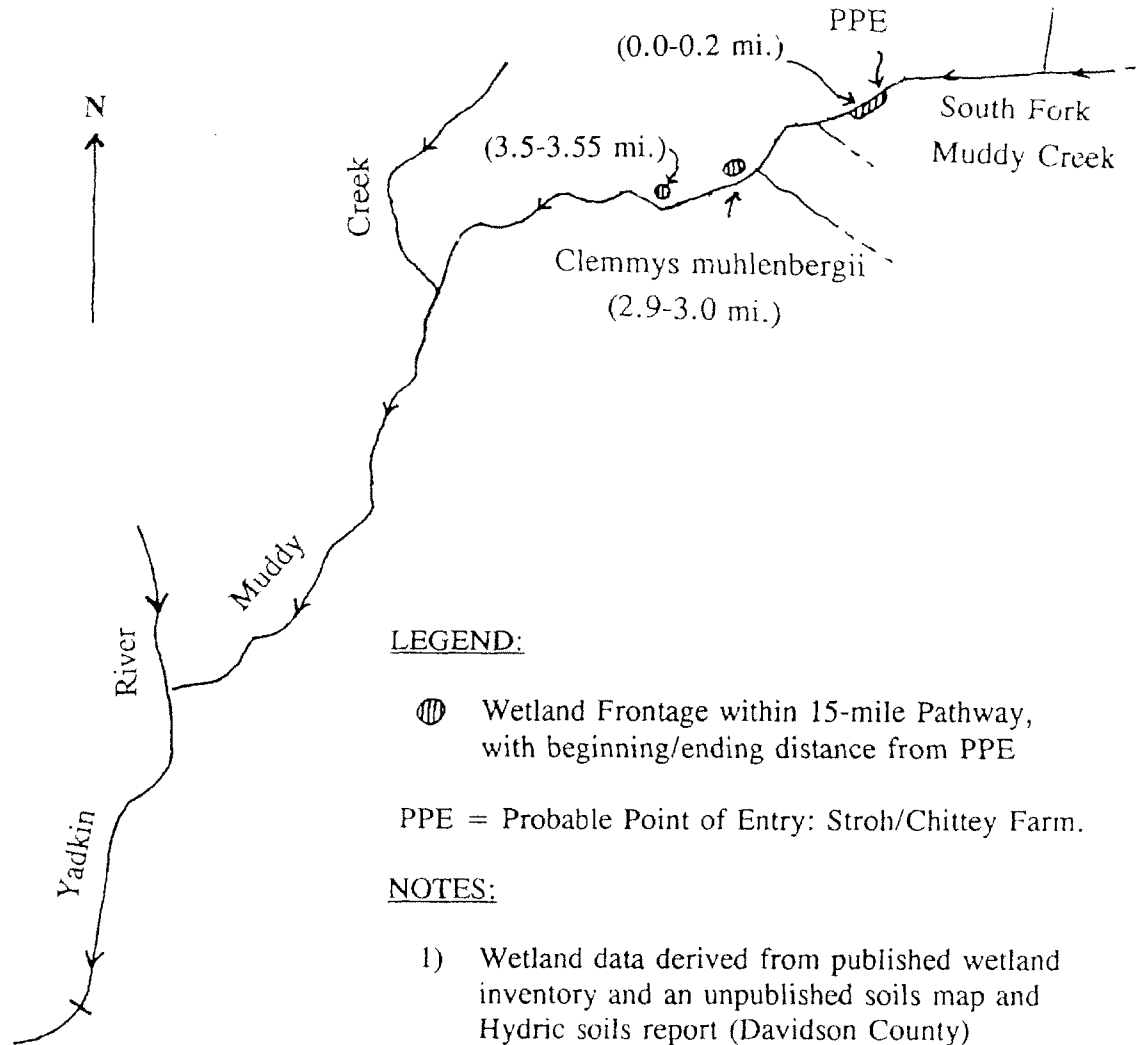 PPE
(0.0-0.2 mi.)
N
South Fork
Muddy Creek
(3.5-3.55 mi.)
Creek
Clemmys muhlenbergii
(2.9-3.0 mi.)
Muddy
River
Yadkin
LEGEND:
Wetland Frontage within 15-mile Pathway,
with beginning/ending distance from PPE
PPE = Probable Point of Entry: Stroh/Chittey Farm.
NOTES:
1) Wetland data derived from published wetland
inventory and an unpublished soils map and
Hydric soils report (Davidson County)